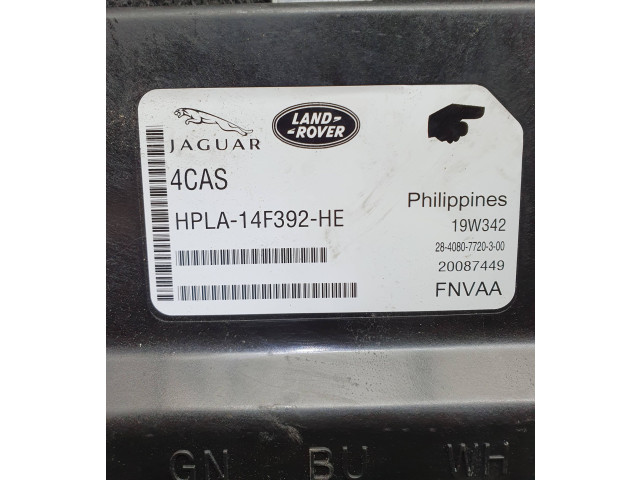 JAGUAR
LAND-
-ROVER
4CAS
HPLA-14F392-HE
Philippines
19W342
28-4080-7720-3-00
20087449
FNVAA
GN BU WH